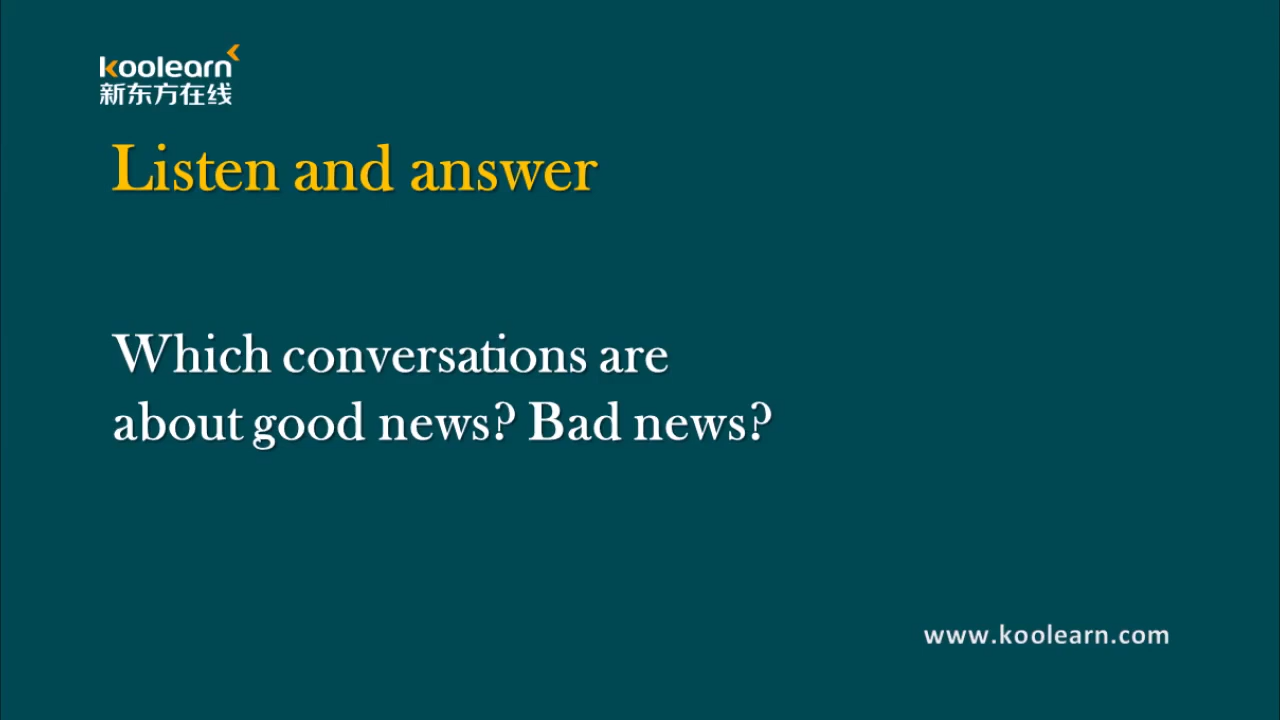 koolearn
新东方在线
Listen and answer
Which conversations are
about good news? Bad news?
www.koolearn.com